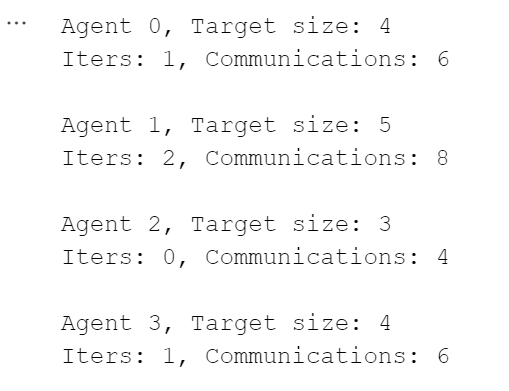 ... Agent 0, Target size: 4
Iters: 1, Communications: 6
Agent 1, Target size: 5
Iters: 2, Communications: 8
Agent 2, Target size: 3
Iters: 0, Communications: 4
Agent 3, Target size: 4
Iters: 1, Communications: 6